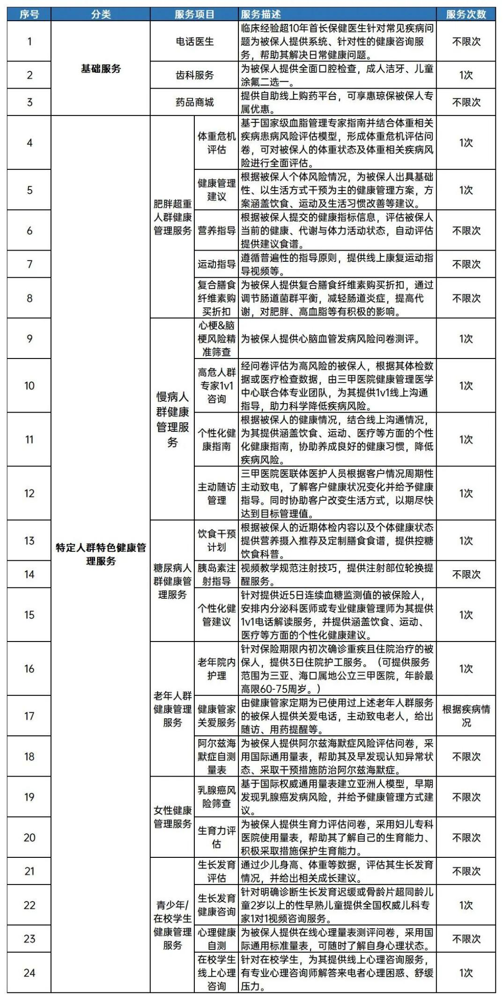 序号 分类 服务项目 服务描述 服务次数
1
基础服务
电话医生
临床经验超10年首长保健医生针对常见疾病问
题为被保人提供系统、针对性的健康咨询服
务，帮助其解决日常健康问题。
不限次
2
齿科服务
为被保人提供全面口腔检查，成人洁牙、儿童
涂氟二选一。
1次
3
药品商城
提供自助线上购药平台，可享惠琼保被保人专
属优惠。
不限次
4
特定人群特色健康管
理服务
肥胖超重
人群健康
管理服务
体重危机
评估
基于国家级血脂管理专家指南并结合体重相关
疾病患病风险评估模型，形成体重危机评估问
卷，可对被保人的体重状态及体重相关疾病风
险进行全面评估。
1次
5
健康管理
建议
根据被保人个体风险情况，为被保人出具基础
性、以生活方式干预为主的健康管理方案，方
案涵盖饮食、运动及生活习惯改善等建议。
1次
6
营养指导
根据被保人提交的健康指标信息，评估被保人
当前的健康、代谢与体力活动状态，自动评估
提供建议食谱。
不限次
7
运动指导
遵循普遍性的指导原则，提供线上康复运动指
导视频等。
不限次
8
复合膳食
纤维素购
买折扣
为被保人提供复合膳食纤维素购买折扣，通过
调节肠道菌群平衡，减轻肠道炎症，提高代
谢，对肥胖、高血脂等有积极的影响。
不限次
9
慢病人
群健康
管理服
务
心梗&脑
梗风险精
准筛查
为被保人提供心脑血管发病风险问卷测评。
1次
10
高危人群
专家1v1
咨询
经问卷评估为高风险的被保人，根据其体检数
据或医疗检查数据，由三甲医院健康管理医学
中心联合体专业团队，为其提供1v1线上沟通
指导，助力科学降低疾病风险。
1次
11
个性化健
康指南
根据被保人的健康情况，结合线上沟通情况，
为其提供涵盖饮食、运动、医疗等方面的个性
化健康指南，协助养成良好的健康习惯，降低
疾病风险。
1次
12
主动随访
管理
三甲医院医联体医护人员根据客户情况周期性
主动致电，了解客户健康状况变化并给予健康
指导。同时协助客户改变生活方式，以期尽快
达到目标管理值。
1次
13
糖尿病人
群健康管
理服务
饮食干预
计划
根据被保人的近期体检内容以及个体健康状态
提供营养摄入推荐及定制膳食食谱，提供控糖
饮食科普。
1次
14
胰岛素注
射指导
视频教学规范注射技巧，提供注射部位轮换提
醒服务。
不限次
15
个性化健
管建议
针对提供近5日连续血糖监测值的被保险人，
安排内分泌科医师或专业健康管理师为其提供
1v1电话解读服务，并提供涵盖饮食、运动、
医疗等方面的个性化健康建议。
1次
16
老年人群
健康管理
服务
老年院内
护理
针对保险期限内初次确诊重疾且住院治疗的被
保人，提供3日住院护工服务。（可提供服务
范围为三亚、海口属地公立三甲医院，年龄最
高限60-75周岁。）
1次
17
健康管家
关爱服务
由健康管家定期为已使用过上述老年人群服务
的被保人提供关爱电话，主动致电老人，给出
随访、用药提醒等。
根据疾病情
况
18
阿尔兹海
默症自测
量表
为被保人提供阿尔兹海默症风险评估问卷，采
用国际通用量表，帮助其及早发现认知异常状
态、采取干预措施防治阿尔兹海默症。
不限次
19
女性健康
管理服务
乳腺癌风
险筛查
基于国际权威通用量表建立亚洲人模型，早期
发现乳腺癌发病风险，并给予健康管理方式建
议。
不限次
20
生育力评
估
为被保人提供生育力评估问卷，采用妇儿专科
医院使用量表，帮助其了解自己的生育能力、
积极采取措施保护生育能力。
不限次
21
青少年/
在校学生
健康管理
服务
生长发育
评估
通过少儿身高、体重等数据，评估其生长发育
情况，并给出相关成长建议。
不限次
22
生长发育
健康咨询
针对明确诊断生长发育迟缓或骨龄片超同龄儿
童2岁以上的性早熟儿童提供全国权威儿科专
家1对1视频咨询服务。
1次
23
心理健康
自测
为被保人提供在线心理量表测评问卷，采用国
际通用标准量表，可随时了解自身心理状态。
不限次
24
在校学生
线上心理
咨询
针对在校学生，为其提供线上心理咨询服务，
有专业心理咨询师解答来电者心理困惑、舒缓
压力。
1次